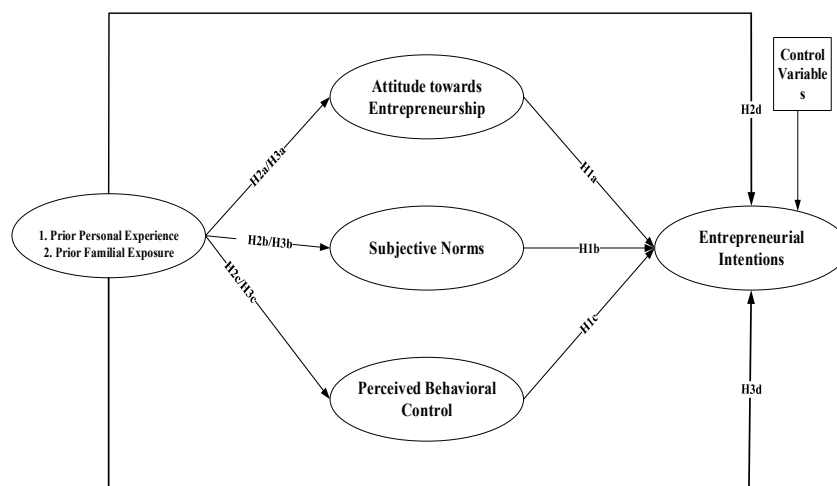 Control
Variable
s
Attitude towards
Entrepreneurship
H2d
H2a/H3a
H1a
1. Prior Personal Experience
2. Prior Familial Exposure
H2b/H3b
Subjective Norms
H1b
Entrepreneurial
Intentions
H2c/H3c
H1c
Perceived Behavioral
Control
H3d